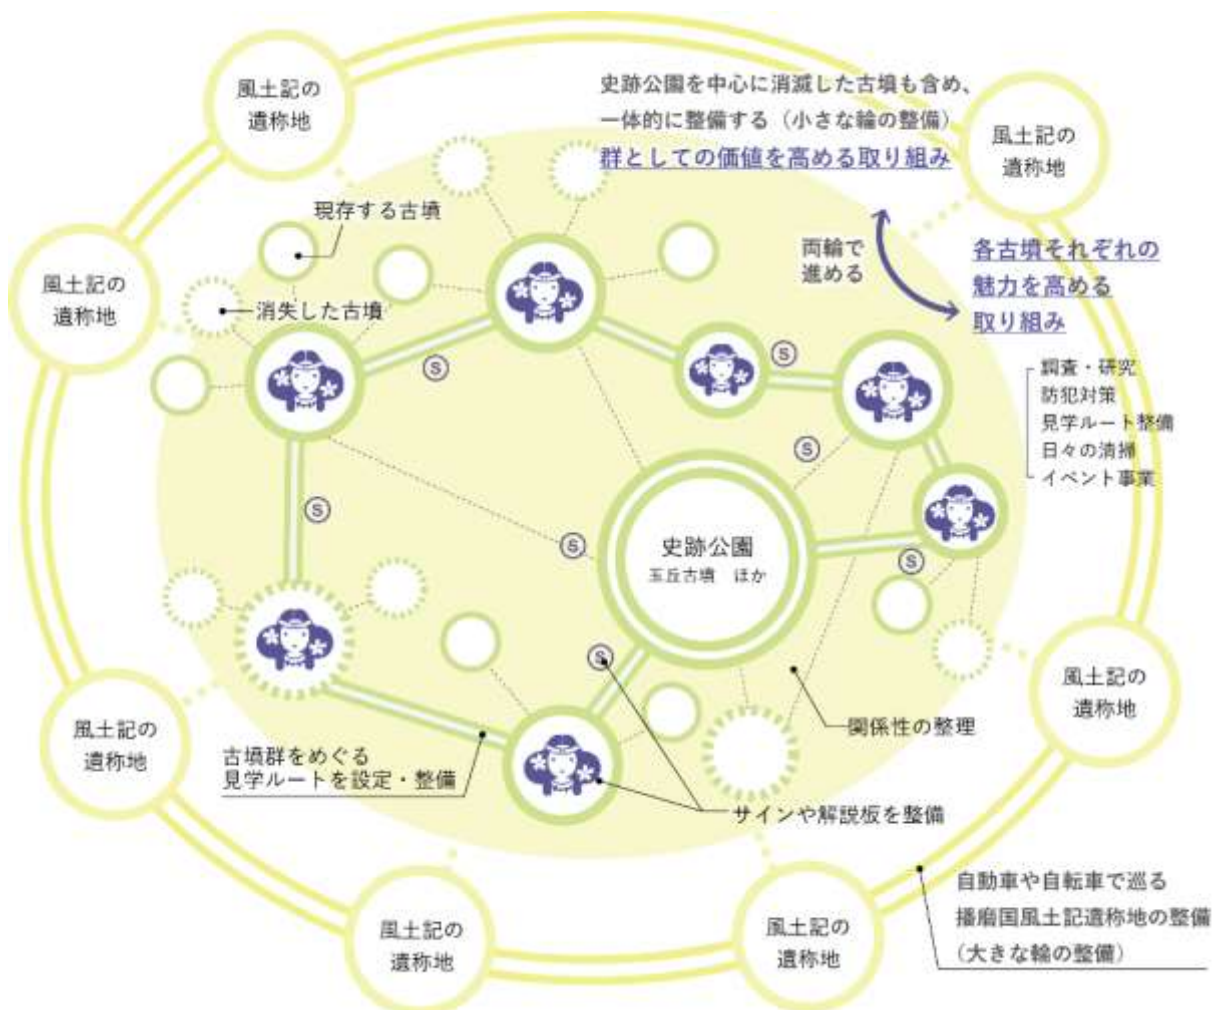 風土記の
遺称地
史跡公園を中心に消滅した古墳も含め、
一体的に整備する（小さな輪の整備）
群としての価値を高める取り組み
風土記の
遺称地
現存する古墳
両輪で
進める
各古墳それぞれの
魅力を高める
取り組み
風土記の
遺称地
消失した古墳
S
S
調査・研究
防犯対策
見学ルート整備
日々の清掃
イベント事業
S
S
S
史跡公園
玉丘古墳　ほか
S
S
風土記の
遺称地
風土記の
遺称地
関係性の整理
古墳群をめぐる
見学ルートを設定・整備
サインや解説板を整備
風土記の
遺称地
風土記の
遺称地
自動車や自転車で巡る
播磨国風土記遺称地の整備
（大きな輪の整備）